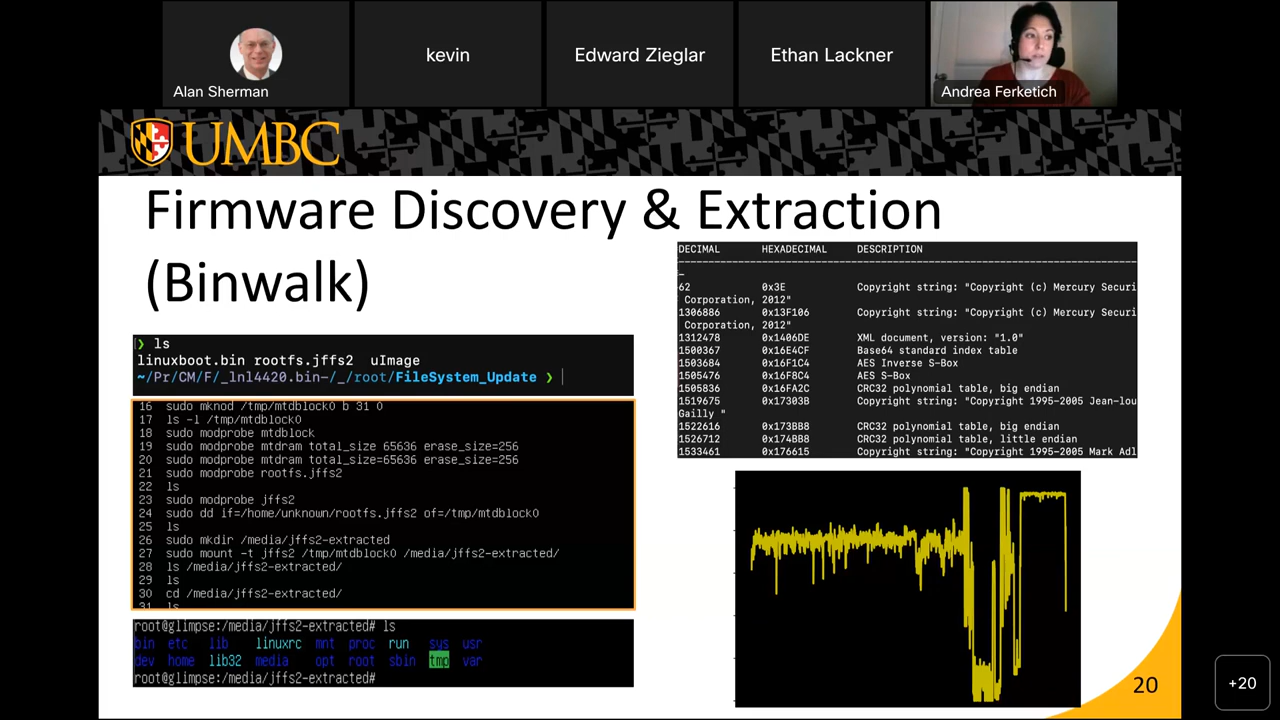 Alan Sherman
kevin
Edward Zieglar
Ethan Lackner
Andrea Ferketich
UMBC
Firmware Discovery & Extraction
(Binwalk)
❯ ls
linuxboot.bin rootfs.jffs2  uImage
~/Pr/CM/F/_lnl4420.bin-/_/root/FileSystem_Update ❯
16  sudo mknod /tmp/mtdblock0 b 31 0
17  ls -l /tmp/mtdblock0
18  sudo modprobe mtdblock
19  sudo modprobe mtdram total_size 65636 erase_size=256
20  sudo modprobe mtdram total_size=65636 erase_size=256
21  sudo modprobe rootfs.jffs2
22  ls
23  sudo modprobe jffs2
24  sudo dd if=/home/unknown/rootfs.jffs2 of=/tmp/mtdblock0
25  ls
26  sudo mkdir /media/jffs2-extracted
27  sudo mount -t jffs2 /tmp/mtdblock0 /media/jffs2-extracted/
28  ls /media/jffs2-extracted/
29  ls
30  cd /media/jffs2-extracted/
31  ls
root@glimpse:/media/jffs2-extracted# ls
bin  etc  lib  linuxrc  mnt  proc  run  sys  usr
dev  home  lib32  media  opt  root  sbin  tmp  var
root@glimpse:/media/jffs2-extracted#
DECIMAL  HEXADECIMAL  DESCRIPTION
62  0x3E  Copyright string: "Copyright (c) Mercury Securi
Corporation, 2012"
1306886  0x13F106  Copyright string: "Copyright (c) Mercury Securi
Corporation, 2012"
1312478  0x1406DE  XML document, version: "1.0"
1500367  0x16E4CF  Base64 standard index table
1503684  0x16F1C4  AES Inverse S-Box
1505476  0x16F8C4  AES S-Box
1505836  0x16FA2C  CRC32 polynomial table, big endian
1519675  0x17303B  Copyright string: "Copyright 1995-2005 Jean-lou
Gailly "
1522616  0x173BB8  CRC32 polynomial table, big endian
1526712  0x174BB8  CRC32 polynomial table, little endian
1533461  0x176615  Copyright string: "Copyright 1995-2005 Mark Adl
20
+20